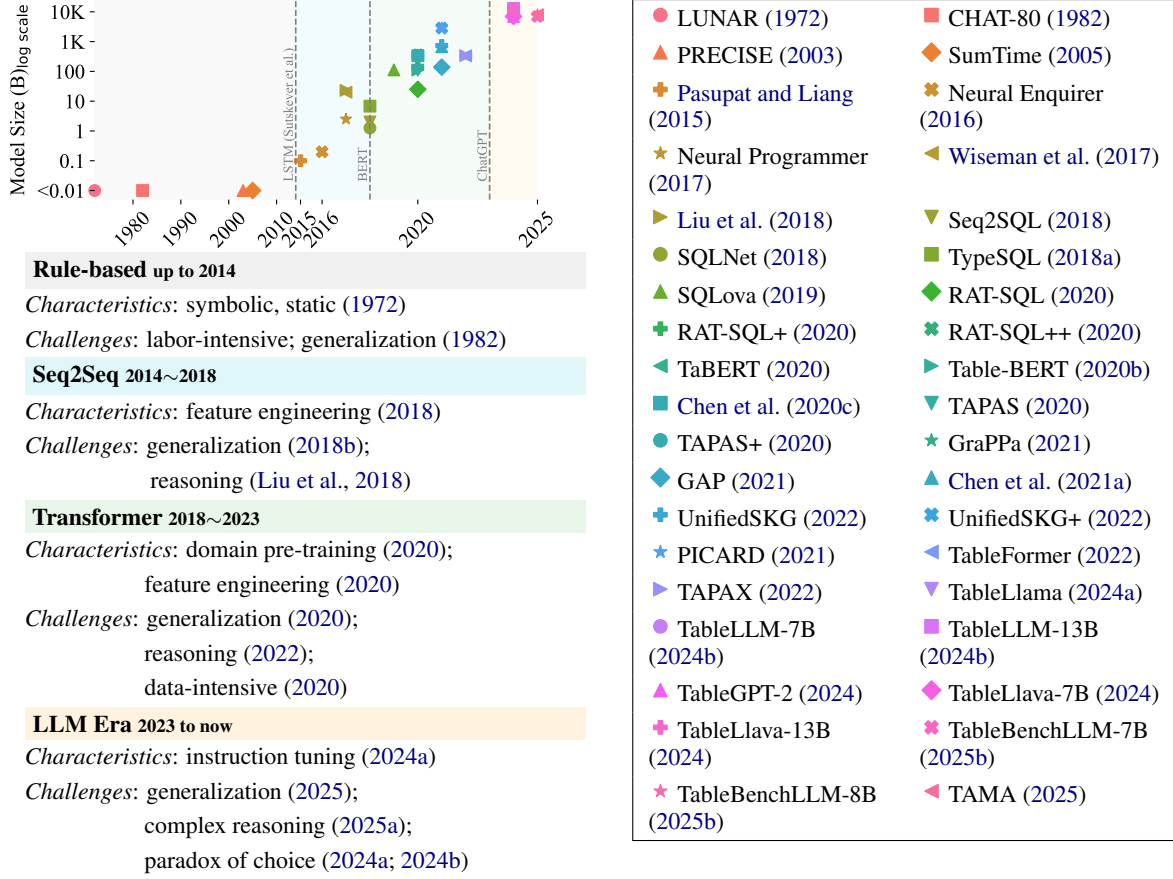 Model Size (B)log scale
10K
1K
100
10
1
0.1
<0.01
LSTM (Sutskever et al.)
BERT
ChatGPT
1980
1990
2000
2010
2015
2016
2020
2025
Rule-based up to 2014
Characteristics: symbolic, static (1972)
Challenges: labor-intensive; generalization (1982)
Seq2Seq 2014~2018
Characteristics: feature engineering (2018)
Challenges: generalization (2018b);
reasoning (Liu et al., 2018)
Transformer 2018~2023
Characteristics: domain pre-training (2020);
feature engineering (2020)
Challenges: generalization (2020);
reasoning (2022);
data-intensive (2020)
LLM Era 2023 to now
Characteristics: instruction tuning (2024a)
Challenges: generalization (2025);
complex reasoning (2025a);
paradox of choice (2024a; 2024b)
LUNAR (1972)
CHAT-80 (1982)
PRECISE (2003)
SumTime (2005)
Pasupat and Liang
(2015)
Neural Enquirer
(2016)
Neural Programmer
(2017)
Wiseman et al. (2017)
Liu et al. (2018)
Seq2SQL (2018)
SQLNet (2018)
TypeSQL (2018a)
SQLova (2019)
RAT-SQL (2020)
RAT-SQL+ (2020)
RAT-SQL++ (2020)
TaBERT (2020)
Table-BERT (2020b)
Chen et al. (2020c)
TAPAS (2020)
TAPAS+ (2020)
GraPPa (2021)
GAP (2021)
Chen et al. (2021a)
UnifiedSKG (2022)
UnifiedSKG+ (2022)
PICARD (2021)
TableFormer (2022)
TAPAX (2022)
TableLlama (2024a)
TableLLM-7B
(2024b)
TableLLM-13B
(2024b)
TableGPT-2 (2024)
TableLlava-7B (2024)
TableLlava-13B
(2024)
TableBenchLLM-7B
(2025b)
TableBenchLLM-8B
(2025b)
TAMA (2025)